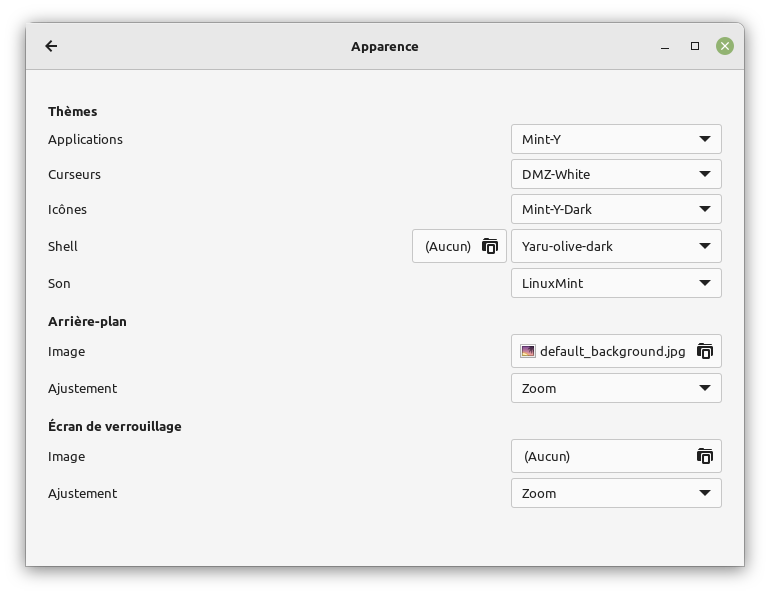 Apparence
Thèmes
Applications Mint-Y
Curseurs DMZ-White
Icônes Mint-Y-Dark
Shell (Aucun) Yaru-olive-dark
Son LinuxMint
Arrière-plan
Image default_background.jpg
Ajustement Zoom
Écran de verrouillage
Image (Aucun)
Ajustement Zoom